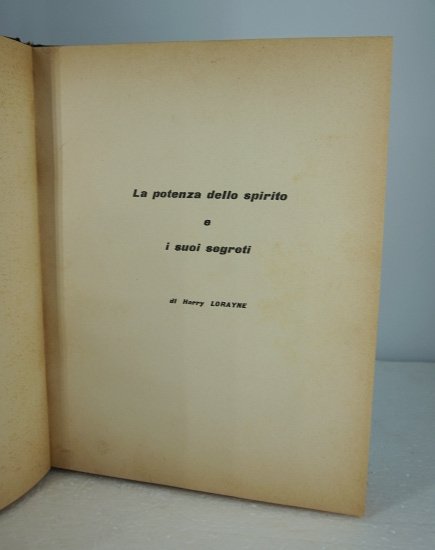 La potenza dello spirito
e
i suoi segreti
di Harry LORAYNE